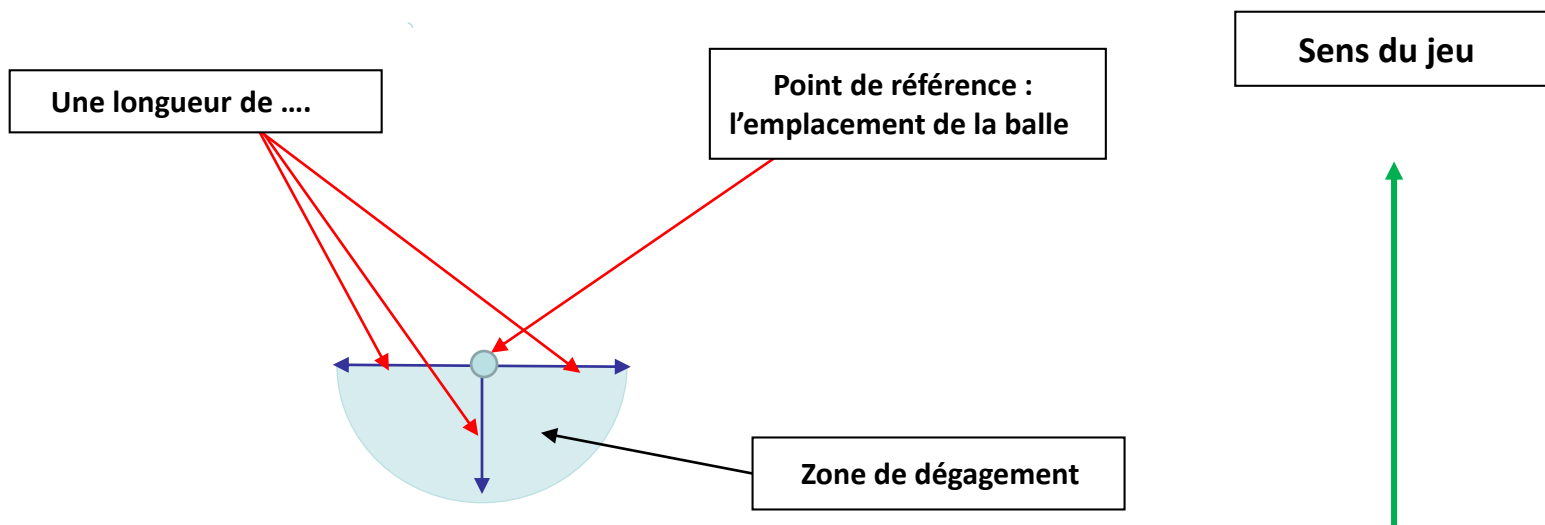 Sens du jeu
Une longueur de ....
Point de référence :
l’emplacement de la balle
Zone de dégagement